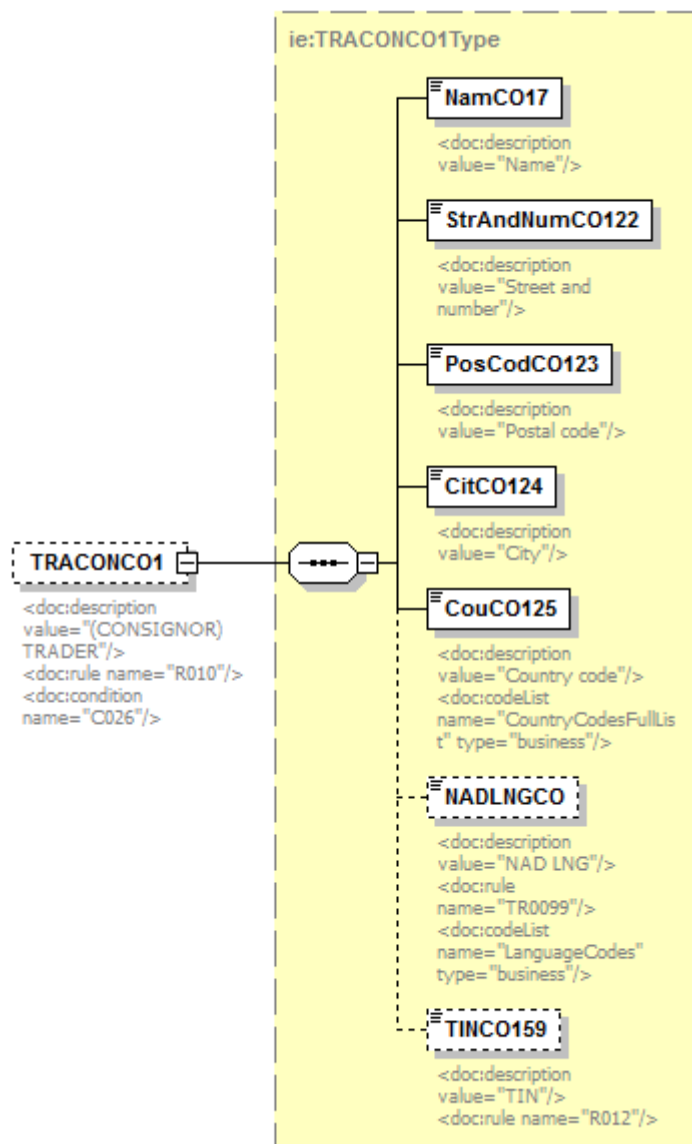 ie:TRACONCO1Type
NamCO17
<doc:description
value="Name"/>
StrAndNumCO122
<doc:description
value="Street and
number"/>
PosCodCO123
<doc:description
value="Postal code"/>
CitCO124
<doc:description
value="City"/>
TRACONCO1
<doc:description
value="(CONSIGNOR)
TRADER"/>
<doc:rule name="R010"/>
<doc:condition
name="C026"/>
CouCO125
<doc:description
value="Country code"/>
<doc:codeList
name="CountryCodesFullLis
t" type="business"/>
NADLNGCO
<doc:description
value="NAD LNG"/>
<doc:rule
name="TR0099"/>
<doc:codeList
name="LanguageCodes"
type="business"/>
TINCO159
<doc:description
value="TIN"/>
<doc:rule name="R012"/>